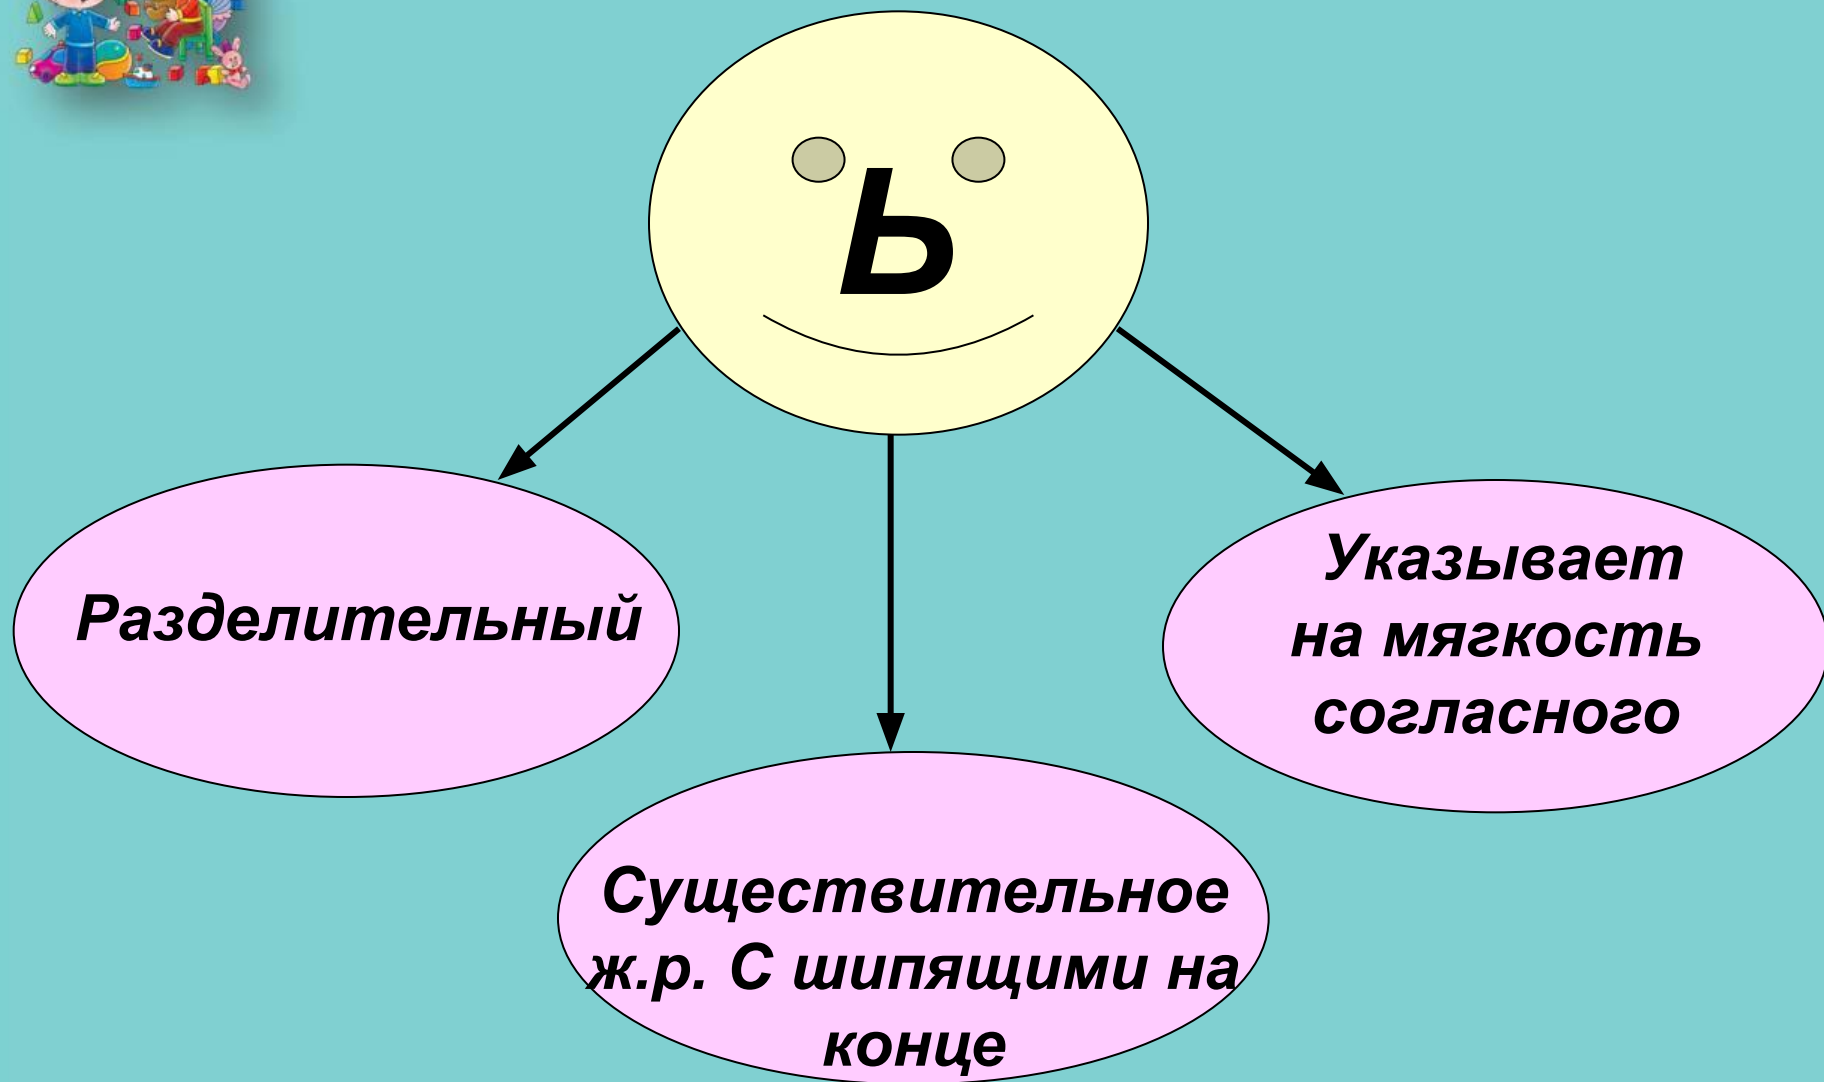 Ь
Разделительный
Указывает
на мягкость
согласного
Существительное
ж.р. С шипящими на
конце